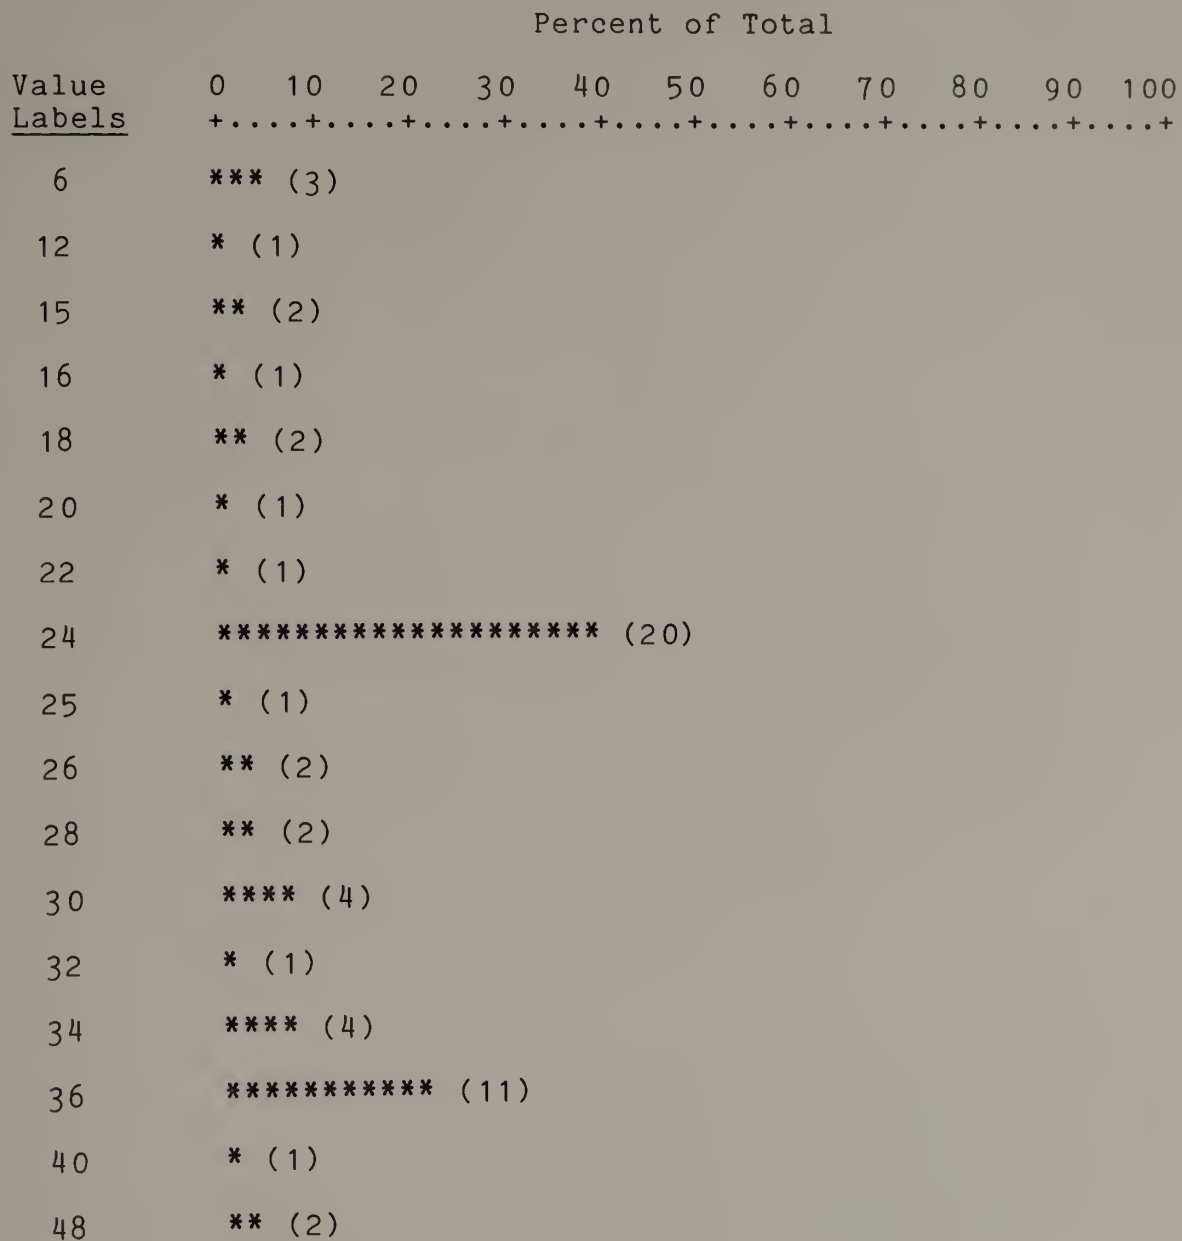 Percent of Total
Value 0 10 20 30 40 50 60 70 80 90 100
Labels +....+....+....+....+....+....+....+....+....+....+
6 *** (3)
12 * (1)
15 ** (2)
16 * (1)
18 ** (2)
20 * (1)
22 * (1)
24 ******************** (20)
25 * (1)
26 ** (2)
28 ** (2)
30 **** (4)
32 * (1)
34 **** (4)
36 *********** (11)
40 * (1)
48 ** (2)